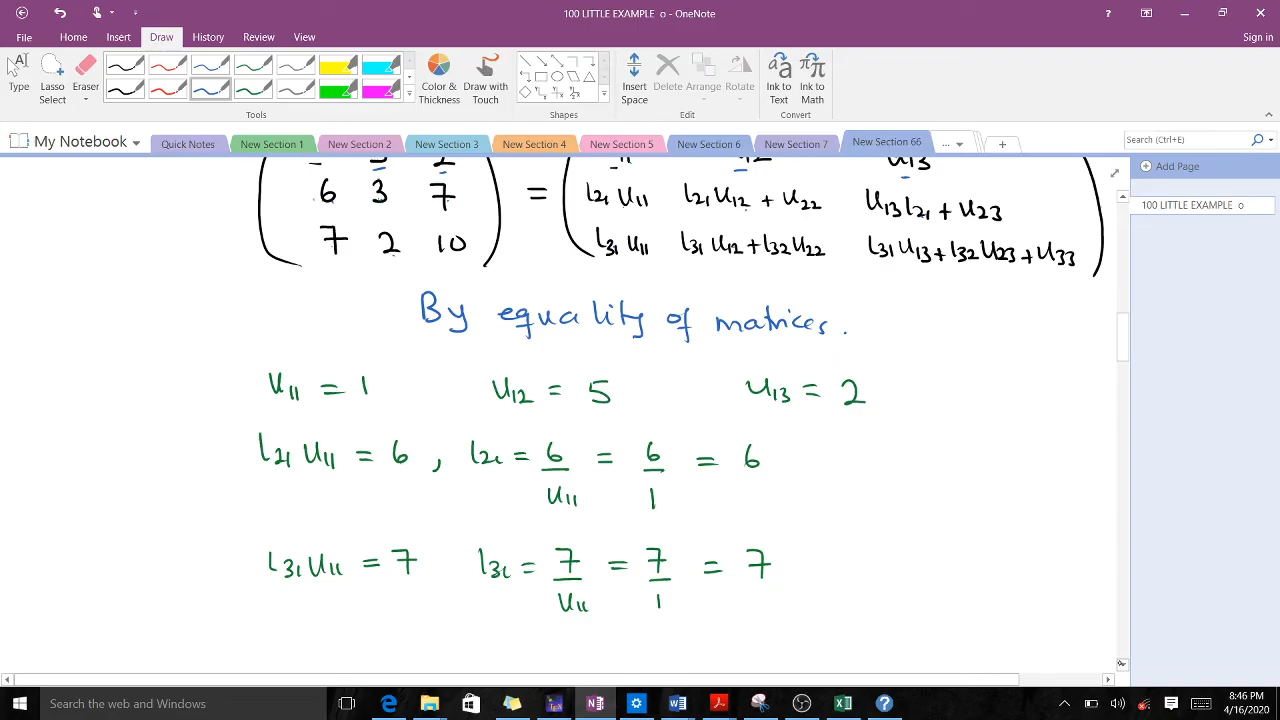 100 LITTLE EXAMPLE o - OneNote
? Sign in
File Home Insert Draw History Review View
Type Lasso Select Eraser Color & Thickness Draw with Touch Insert Space Delete Arrange Rotate Ink to Text Ink to Math
Tools Shapes Edit Convert
My Notebook Quick Notes New Section 1 New Section 2 New Section 3 New Section 4 New Section 5 New Section 6 New Section 7 New Section 66 ... + Search (Ctrl+E)
Add Page
100 LITTLE EXAMPLE o
6 3 7 = l21 u11 l21 u12 + u22 u13 l21 + u23
7 2 10 l31 u11 l31 u12 + l32 u22 l31 u13 + l32 u23 + u33
By equality of matrices.
u11 = 1 u12 = 5 u13 = 2
l21 u11 = 6 , l21 = 6/u11 = 6/1 = 6
l31 u11 = 7 l31 = 7/u11 = 7/1 = 7
Search the web and Windows
8:46 PM
4/16/2020